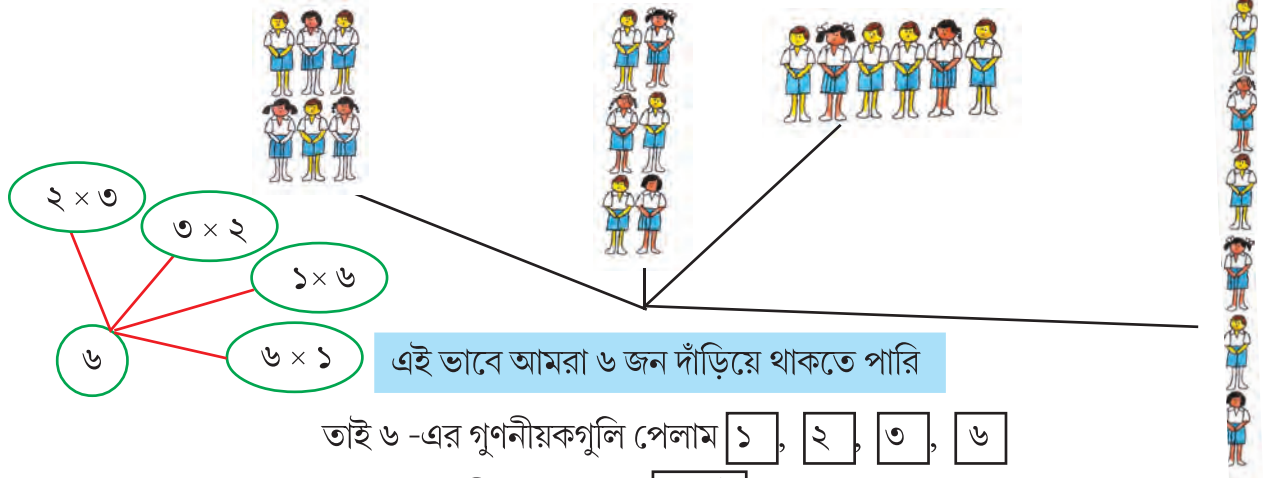 ২ × ৩
৩ × ২
১ × ৬
৬
৬ × ১
এই ভাবে আমরা ৬ জন দাঁড়িয়ে থাকতে পারি
তাই ৬ -এর গুণনীয়কগুলি পেলাম ১ , ২ , ৩ , ৬